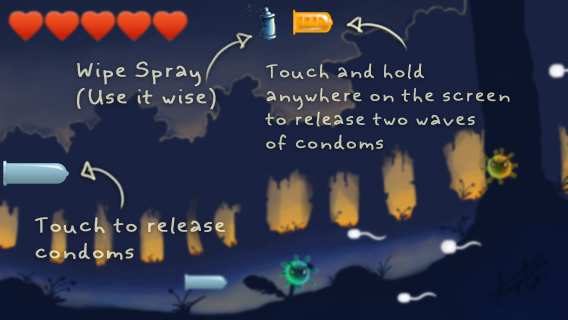 Wipe Spray
(Use it wise)
Touch and hold
anywhere on the screen
to release two waves
of condoms
Touch to release
condoms